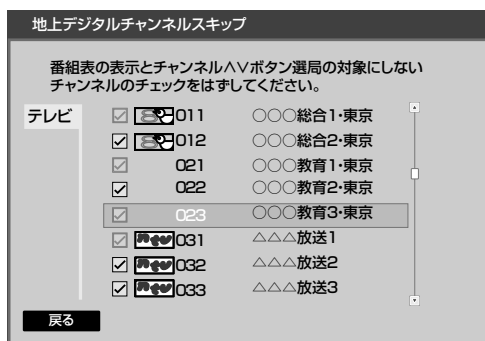 地上デジタルチャンネルスキップ
番組表の表示とチャンネル∧∨ボタン選局の対象にしない
チャンネルのチェックをはずしてください。
テレビ
011 ○○○総合1・東京
012 ○○○総合2・東京
021 ○○○教育1・東京
022 ○○○教育2・東京
023 ○○○教育3・東京
031 △△△放送1
032 △△△放送2
033 △△△放送3
戻る